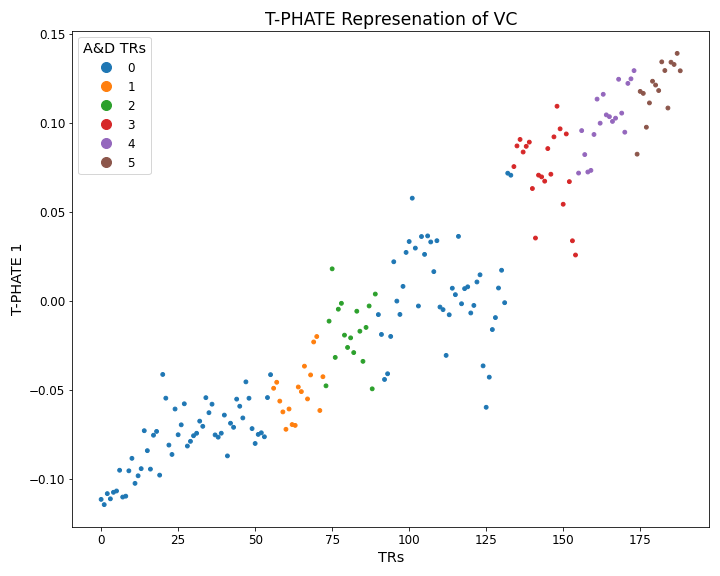 T-PHATE Represenation of VC
A&D TRs
0
1
2
3
4
5
0.15
0.10
0.05
0.00
−0.05
−0.10
T-PHATE 1
0 25 50 75 100 125 150 175
TRs